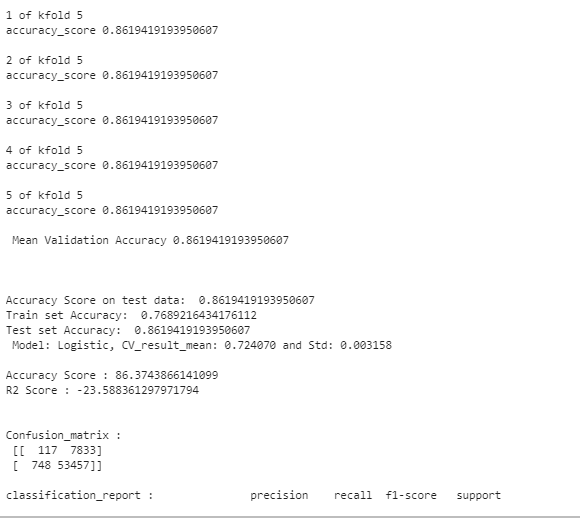 1 of kfold 5
accuracy_score 0.8619419193950607
2 of kfold 5
accuracy_score 0.8619419193950607
3 of kfold 5
accuracy_score 0.8619419193950607
4 of kfold 5
accuracy_score 0.8619419193950607
5 of kfold 5
accuracy_score 0.8619419193950607
Mean Validation Accuracy 0.8619419193950607
Accuracy Score on test data: 0.8619419193950607
Train set Accuracy: 0.7689216434176112
Test set Accuracy: 0.8619419193950607
Model: Logistic, CV_result_mean: 0.724070 and Std: 0.003158
Accuracy Score : 86.3743866141099
R2 Score : -23.588361297971794
Confusion_matrix :
[[ 117 7833]
[ 748 53457]]
classification_report : precision recall f1-score support